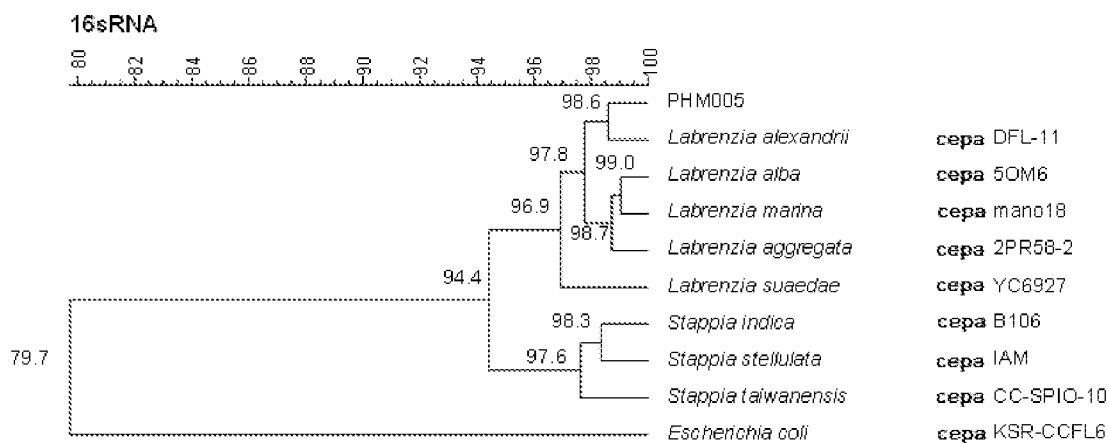 16sRNA
80 82 84 86 88 90 92 94 96 98 100
98.6 PHM005
Labrenzia alexandrii cepa DFL-11
97.8 99.0
Labrenzia alba cepa 5OM6
96.9 Labrenzia marina cepa mano18
98.7 Labrenzia aggregata cepa 2PR58-2
94.4 Labrenzia suaedae cepa YC6927
98.3 Stappia indica cepa B106
97.6 Stappia stellulata cepa IAM
79.7
Stappia taiwanensis cepa CC-SPIO-10
Escherichia coli cepa KSR-CCFL6